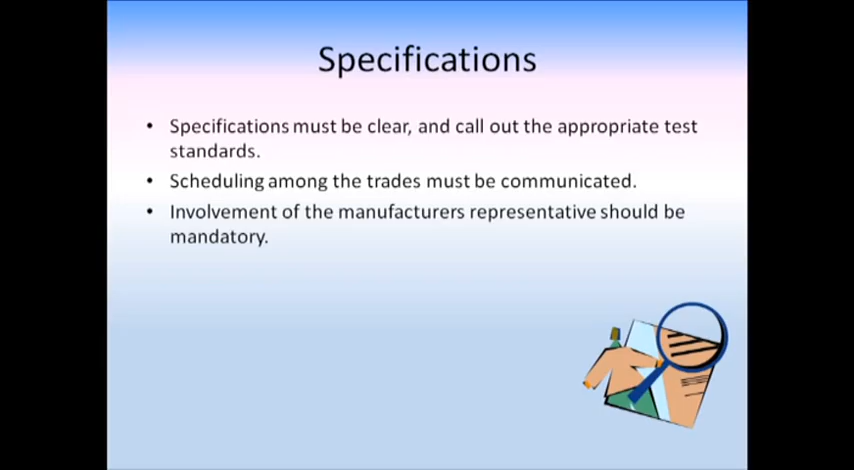 Specifications
• Specifications must be clear, and call out the appropriate test
standards.
• Scheduling among the trades must be communicated.
• Involvement of the manufacturers representative should be
mandatory.